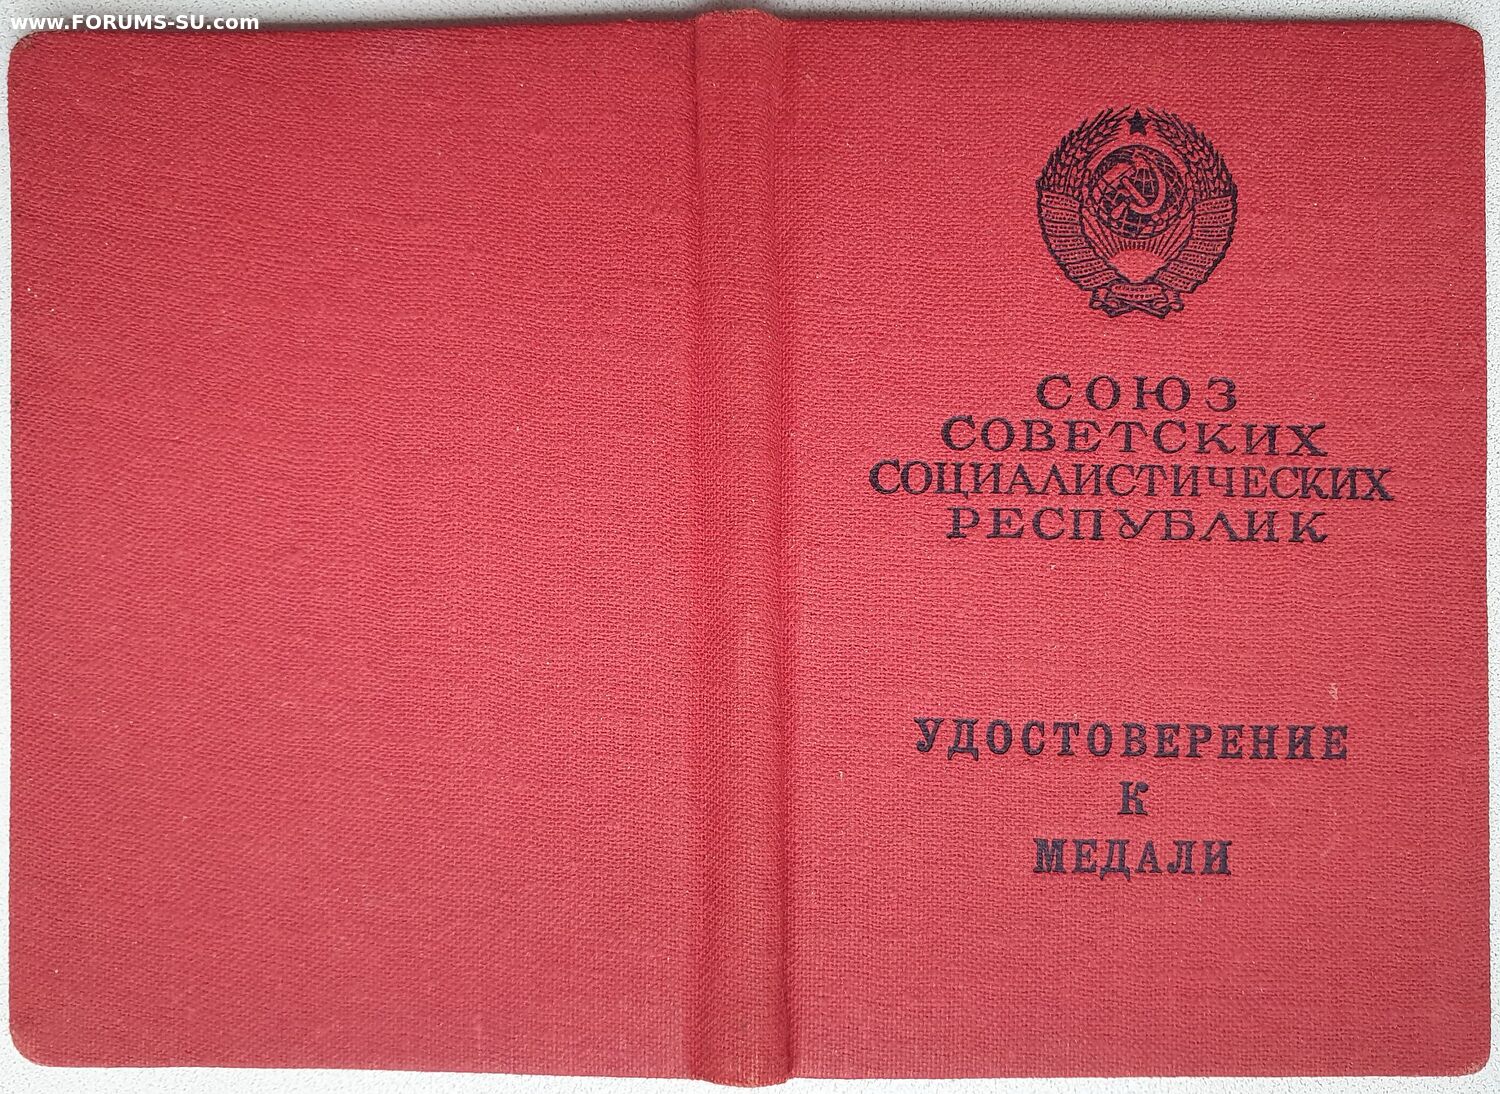 www.FORUMS-SU.com
СОЮЗ
СОВЕТСКИХ
СОЦИАЛИСТИЧЕСКИХ
РЕСПУБЛИК
УДОСТОВЕРЕНИЕ
К
МЕДАЛИ